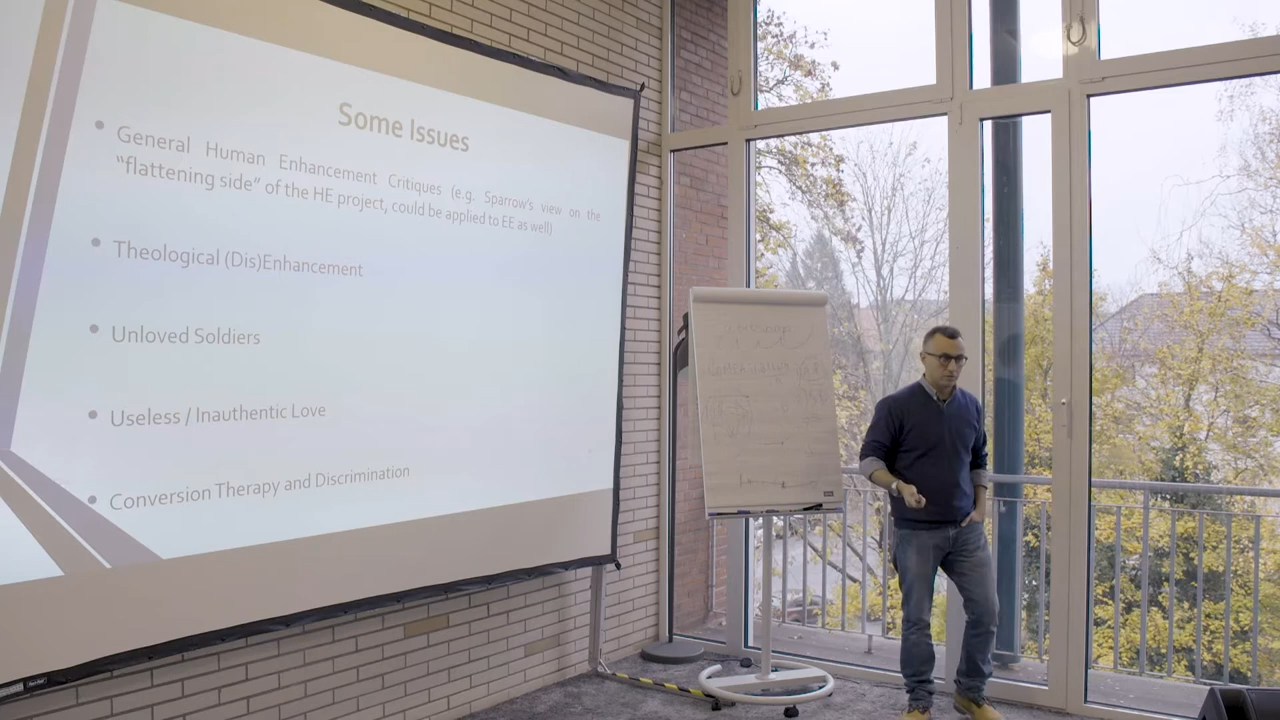 Some Issues
• General Human Enhancement Critiques (e.g. Sparrow's view on the
"flattening side" of the HE project, could be applied to EE as well)
• Theological (Dis)Enhancement
• Unloved Soldiers
• Useless / Inauthentic Love
• Conversion Therapy and Discrimination